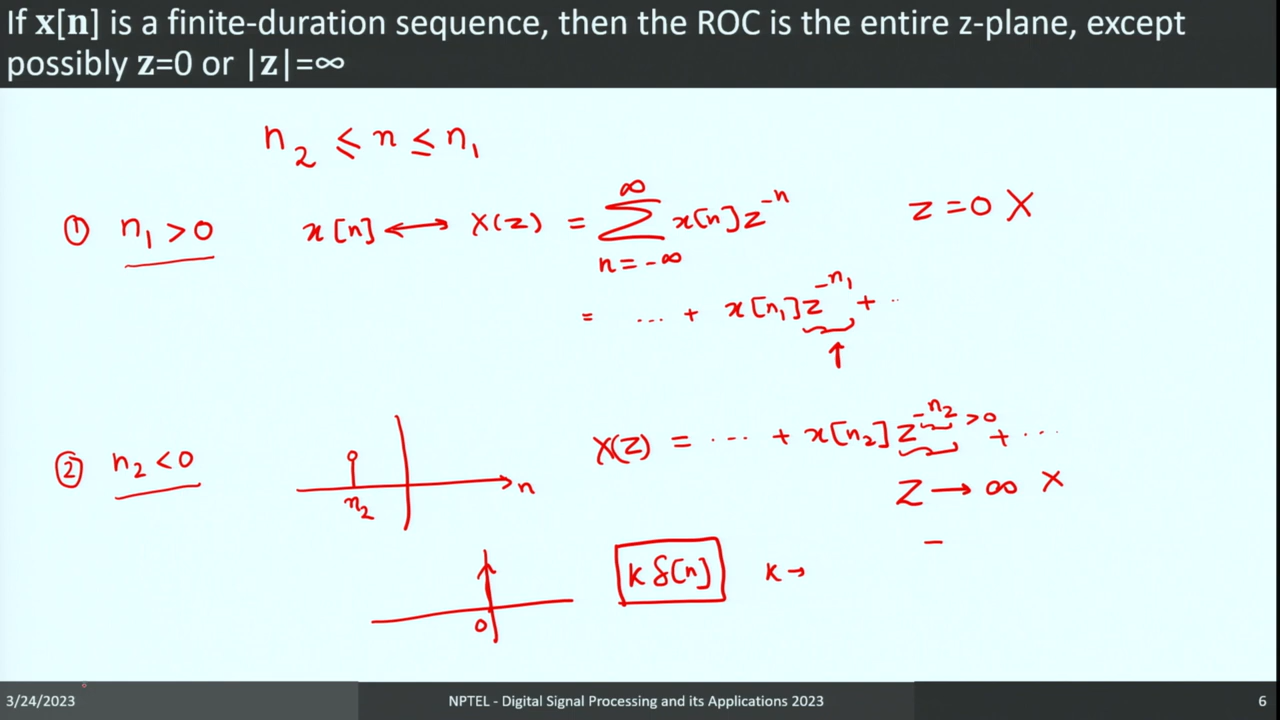 If x[n] is a finite-duration sequence, then the ROC is the entire z-plane, except
possibly z=0 or |z|=∞
n₂ ≤ n ≤ n₁
① n₁ > 0 x[n] ⟷ X(z) = ∑_{n=-∞}^{∞} x[n] z^{-n} z = 0 X
= ... + x[n₁] z^{-n₁} + ..
↑
② n₂ < 0 X(z) = ... + x[n₂] z^{-n₂ > 0} + ...
n
n₂
z → ∞ X
–
K δ[n] K →
0
3/24/2023 NPTEL - Digital Signal Processing and its Applications 2023 6